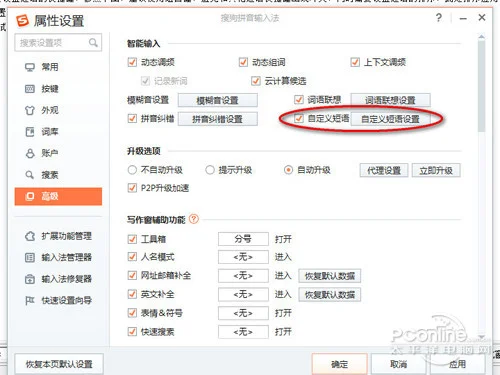 属性设置
搜狗拼音输入法
搜索设置项
常用
按键
外观
词库
账户
搜索
高级
扩展功能管理
输入法管理器
输入法修复器
快速设置向导
智能输入
动态调频 动态组词 上下文调频
记录新词 云计算候选
模糊音设置 模糊音设置 词语联想 词语联想设置
拼音纠错 拼音纠错设置 自定义短语 自定义短语设置
升级选项
不自动升级 提示升级 自动升级 代理设置 立即升级
P2P升级加速
写作窗辅助功能 ?
工具箱 分号 打开
人名模式 <无> 进入
网址邮箱补全 <无> 进入 恢复默认数据
英文补全 <无> 进入 恢复默认数据
表情&符号 <无> 打开
快速搜索 <无> 打开
PConline
太平洋电脑网
恢复本页默认设置 确定 取消 应用